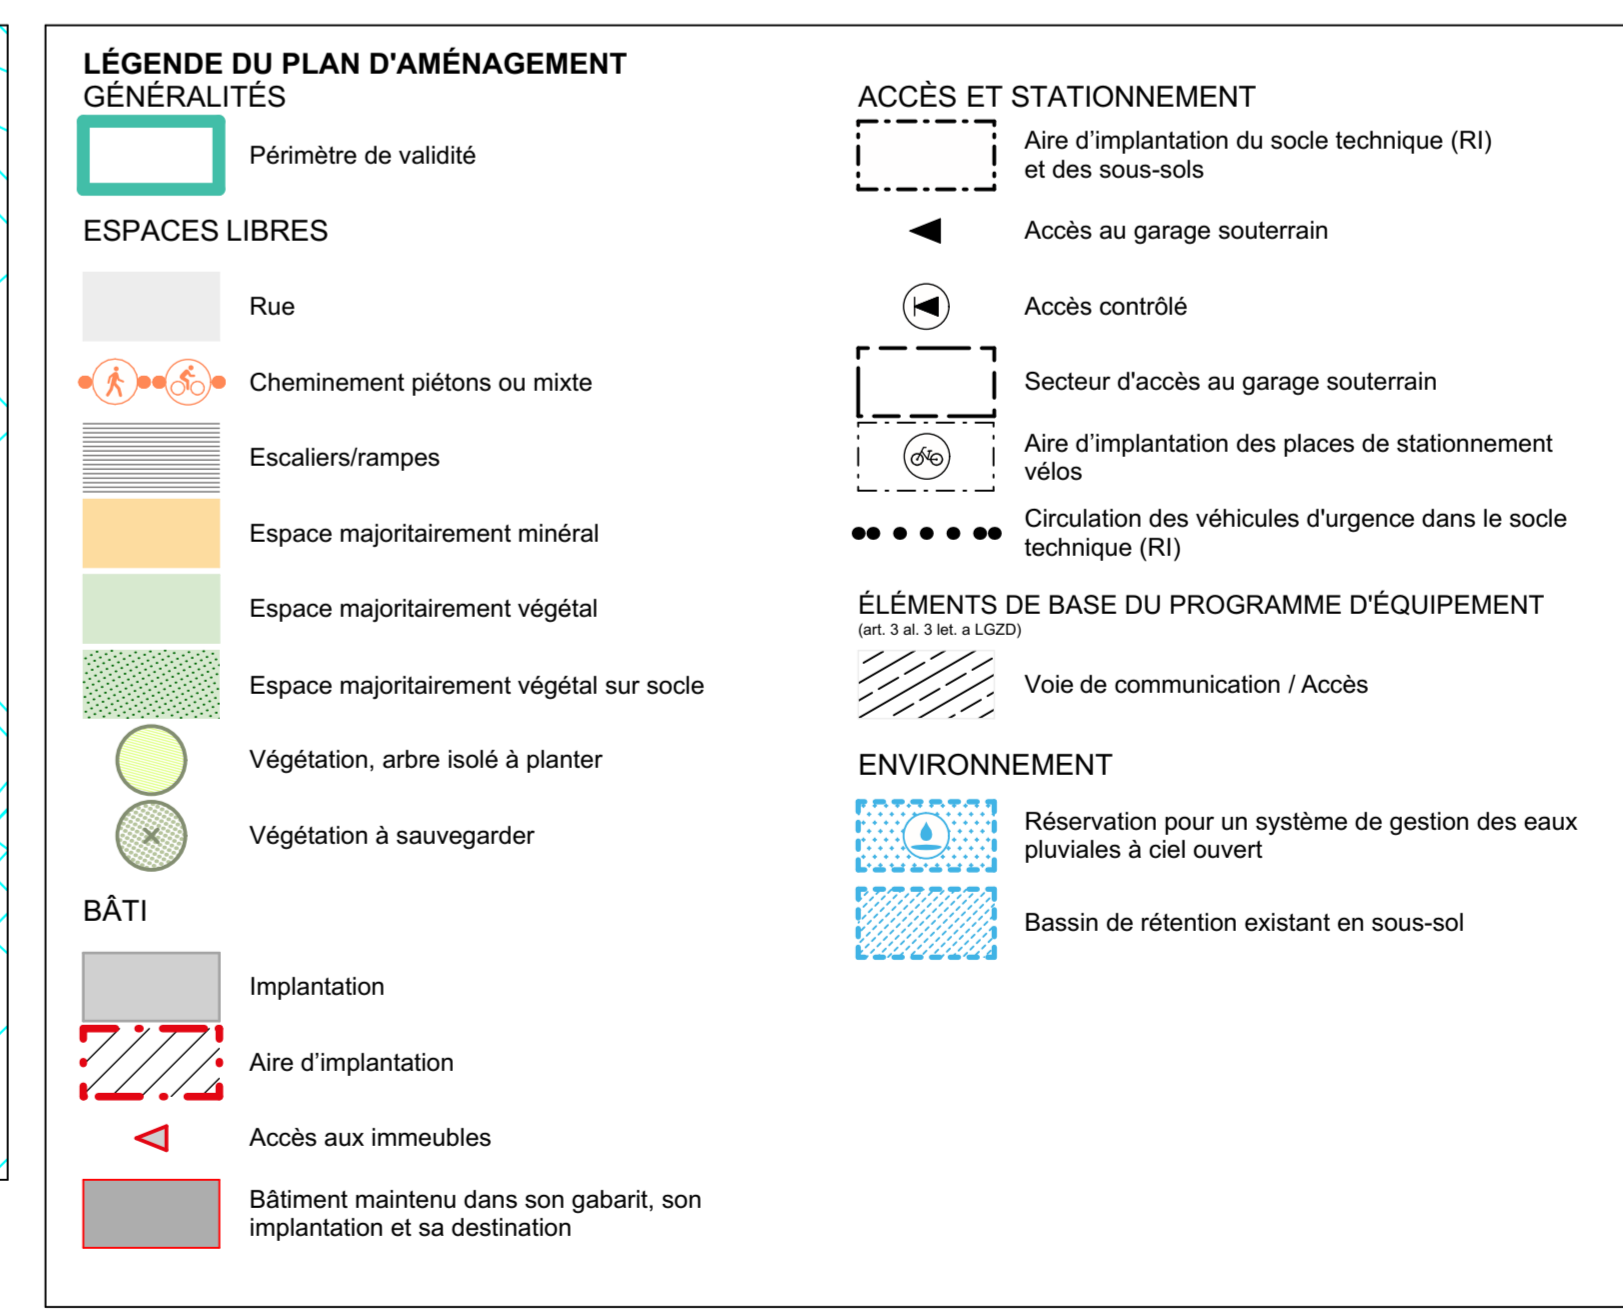 LÉGENDE DU PLAN D'AMÉNAGEMENT
GÉNÉRALITÉS
Périmètre de validité
ESPACES LIBRES
Rue
Cheminement piétons ou mixte
Escaliers/rampes
Espace majoritairement minéral
Espace majoritairement végétal
Espace majoritairement végétal sur socle
Végétation, arbre isolé à planter
Végétation à sauvegarder
BÂTI
Implantation
Aire d’implantation
Accès aux immeubles
Bâtiment maintenu dans son gabarit, son
implantation et sa destination
ACCÈS ET STATIONNEMENT
Aire d’implantation du socle technique (RI)
et des sous-sols
Accès au garage souterrain
Accès contrôlé
Secteur d'accès au garage souterrain
Aire d’implantation des places de stationnement
vélos
Circulation des véhicules d'urgence dans le socle
technique (RI)
ÉLÉMENTS DE BASE DU PROGRAMME D'ÉQUIPEMENT
(art. 3 al. 3 let. a LGZD)
Voie de communication / Accès
ENVIRONNEMENT
Réservation pour un système de gestion des eaux
pluviales à ciel ouvert
Bassin de rétention existant en sous-sol